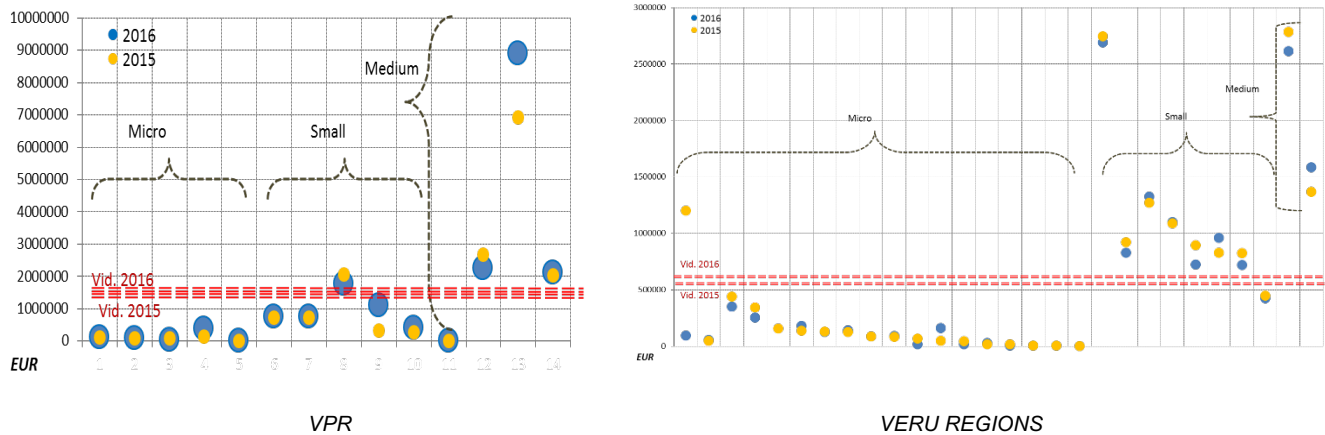 10000000
9000000
8000000
7000000
6000000
5000000
4000000
3000000
2000000
1000000
0
2016
2015
Medium
Micro
Small
Vid. 2016
Vid. 2015
EUR
1 2 3 4 5 6 7 8 9 10 11 12 13 14
VPR
3000000
2500000
2000000
1500000
1000000
500000
0
2016
2015
Medium
Micro
Small
Vid. 2016
Vid. 2015
EUR
VERU REGIONS